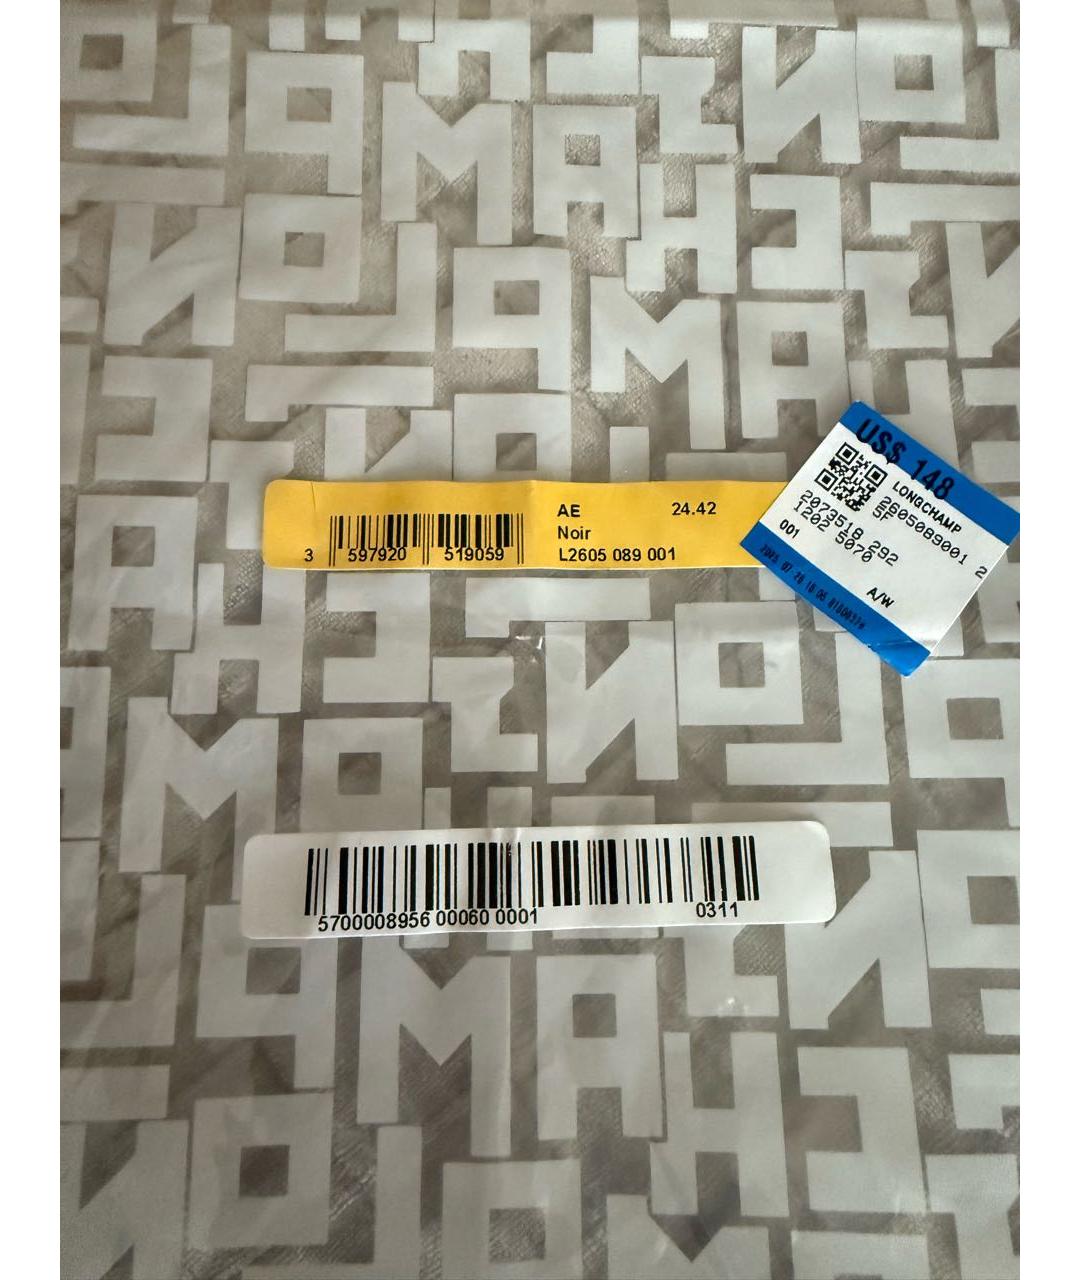 AE 24.42
Noir
3 597920 519059
L2605 089 001
US$ 148
LONGCHAMP
2605089001 2
SF
2073518 292
1202 5070
001
A/W
5700008956 00060 0001 0311